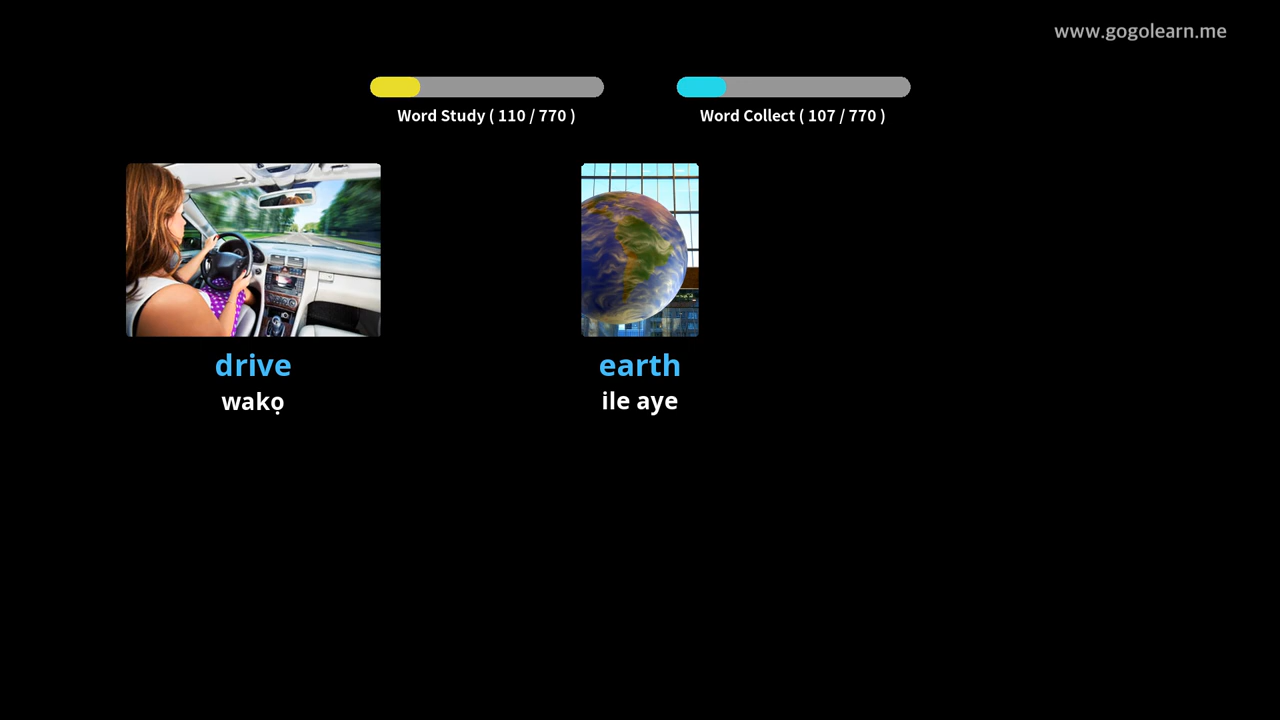 www.gogolearn.me
Word Study ( 110 / 770 )
Word Collect ( 107 / 770 )
drive
wakọ
earth
ile aye